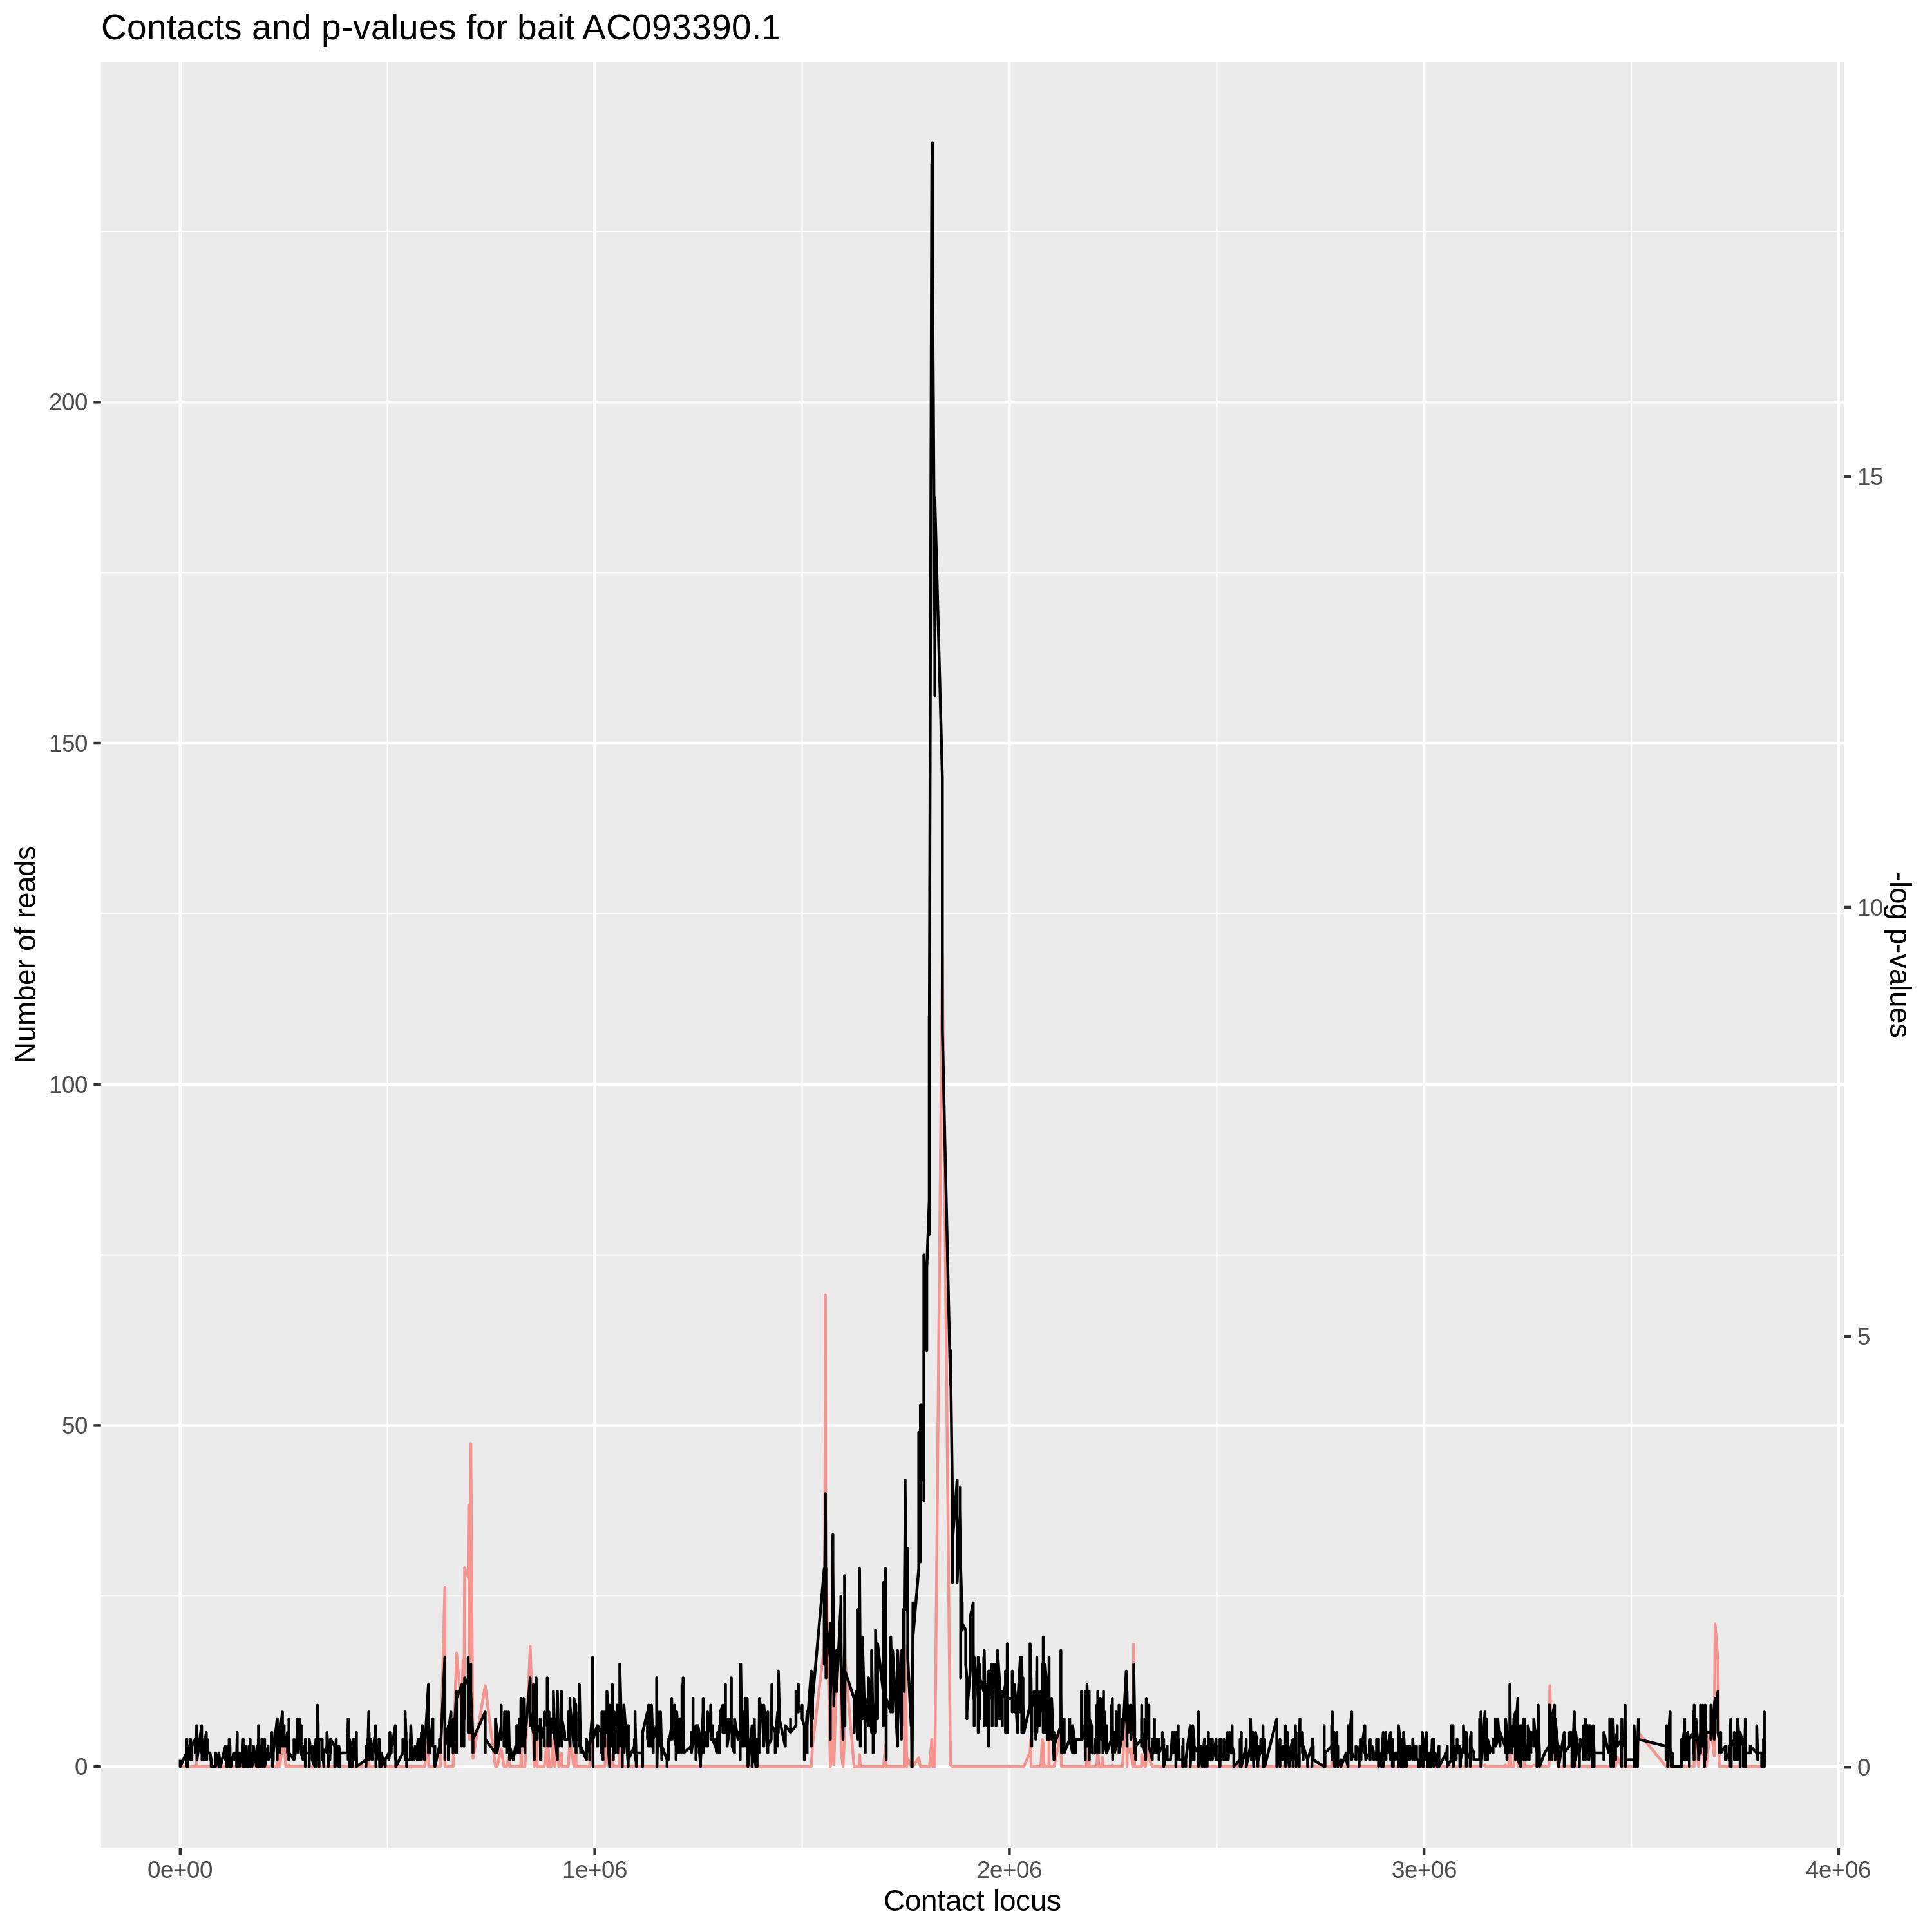 Contacts and p-values for bait AC093390.1
Number of reads
200
150
100
50
0
15
10
5
0
-log p-values
0e+00
1e+06
2e+06
3e+06
4e+06
Contact locus